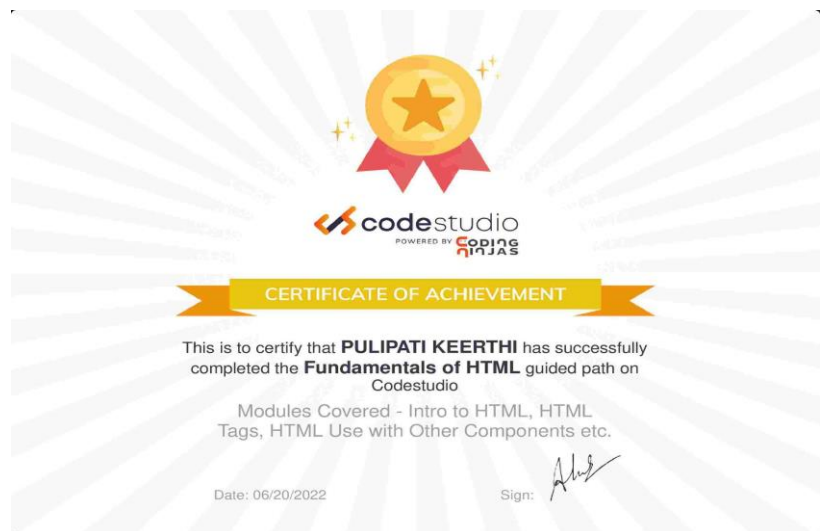 codestudio
POWERED BY CODING
NINJAS
CERTIFICATE OF ACHIEVEMENT
This is to certify that PULIPATI KEERTHI has successfully
completed the Fundamentals of HTML guided path on
Codestudio
Modules Covered - Intro to HTML, HTML
Tags, HTML Use with Other Components etc.
Date: 06/20/2022 Sign: